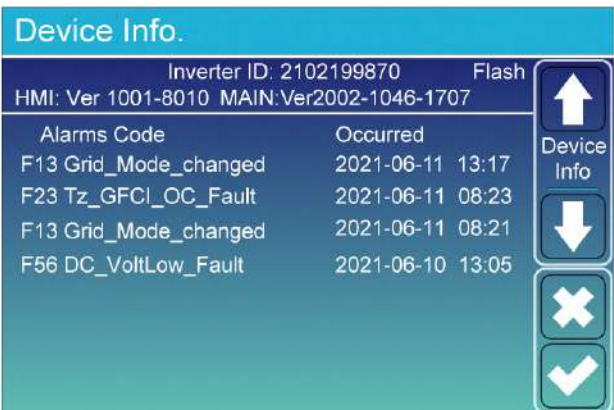 Device Info.
Inverter ID: 2102199870 Flash
HMI: Ver 1001-8010 MAIN:Ver2002-1046-1707
Alarms Code Occurred
F13 Grid_Mode_changed 2021-06-11 13:17
F23 Tz_GFCI_OC_Fault 2021-06-11 08:23
F13 Grid_Mode_changed 2021-06-11 08:21
F56 DC_VoltLow_Fault 2021-06-10 13:05
Device
Info